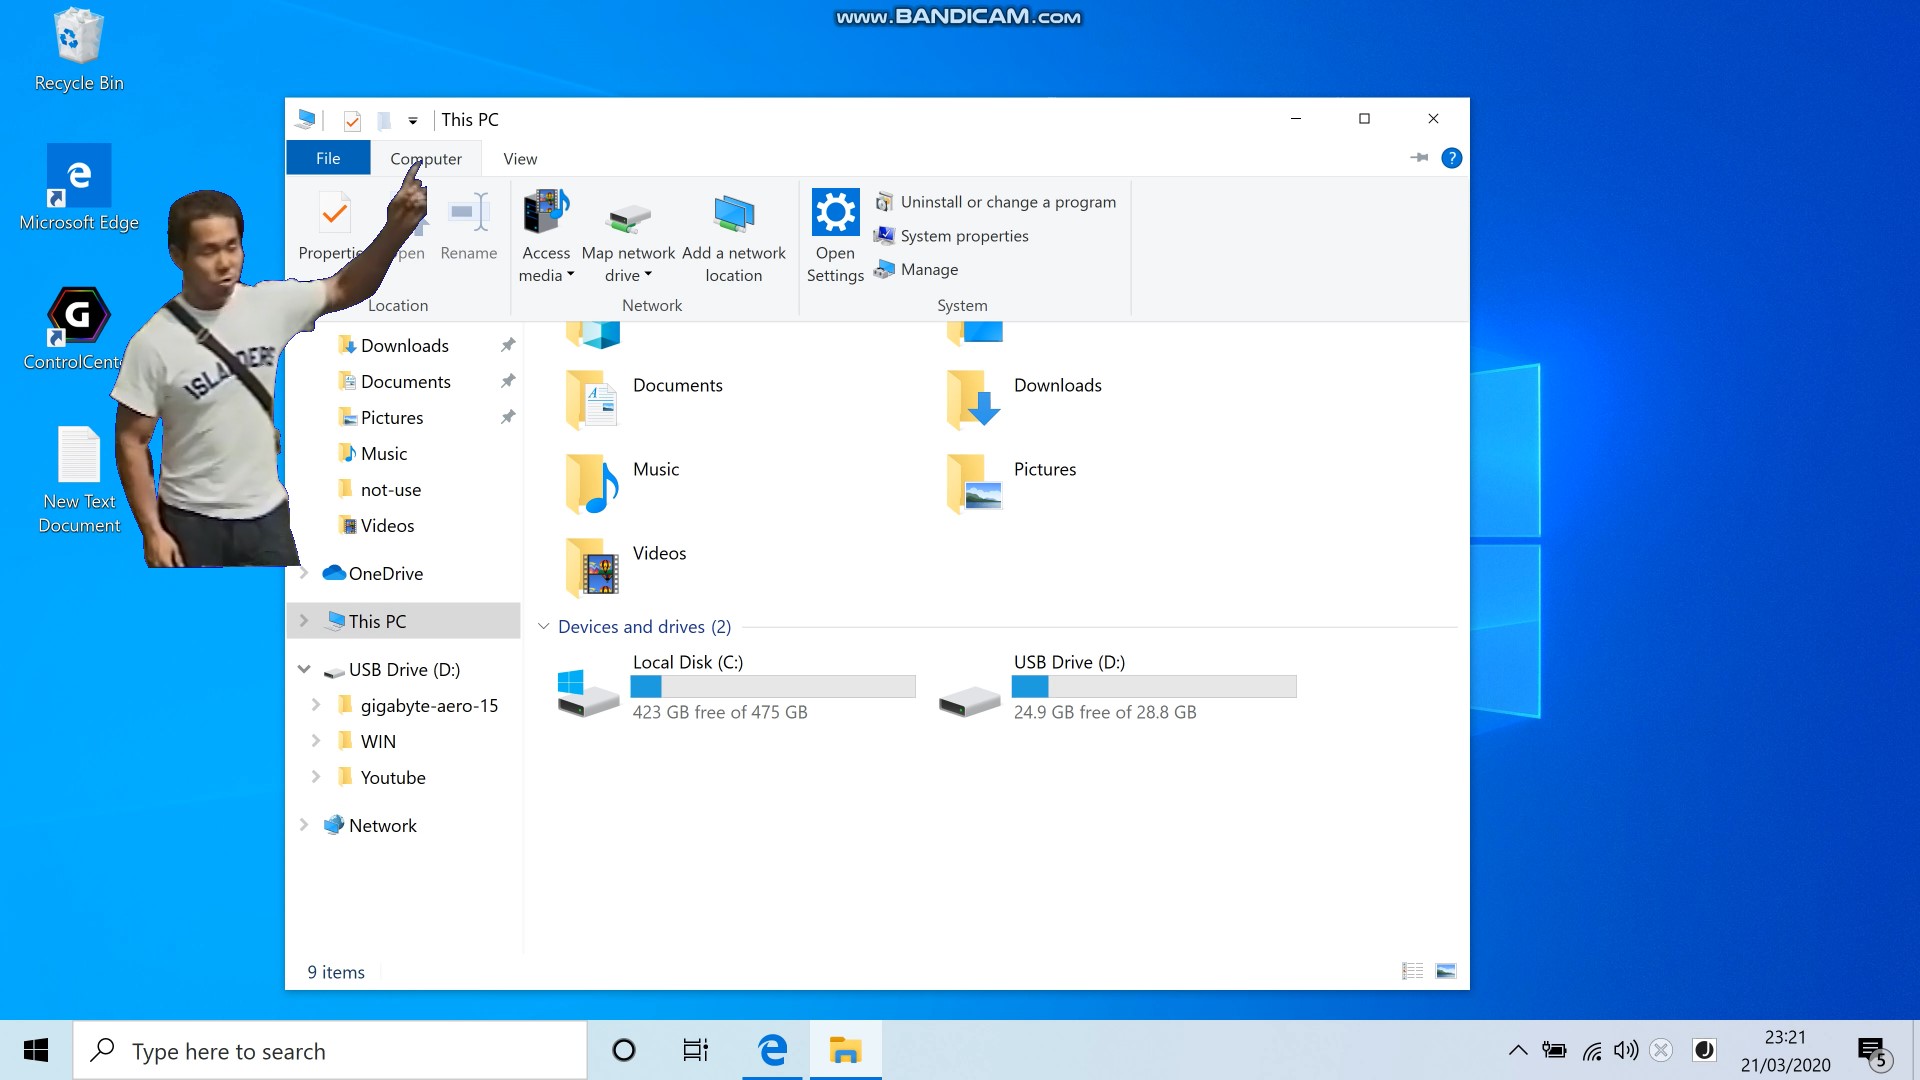 www.BANDICAM.com
Recycle Bin
Microsoft Edge
G
New Text
Document
This PC
File
Computer
View
?
Rename
Access
media
Map network
drive
Add a network
location
Open
Settings
Uninstall or change a program
System properties
Manage
Location
Network
System
Downloads
Documents
Pictures
Music
not-use
Videos
OneDrive
This PC
USB Drive (D:)
gigabyte-aero-15
WIN
Youtube
Network
Documents
Downloads
Music
Pictures
Videos
Devices and drives (2)
Local Disk (C:)
423 GB free of 475 GB
USB Drive (D:)
24.9 GB free of 28.8 GB
9 items
Type here to search
23:21
21/03/2020
5